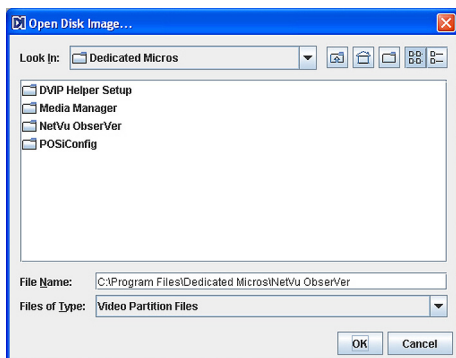 Open Disk Image...
Look In: Dedicated Micros
DVIP Helper Setup
Media Manager
NetVu ObserVer
POSiConfig
File Name: C:\Program Files\Dedicated Micros\NetVu ObserVer
Files of Type: Video Partition Files
OK Cancel